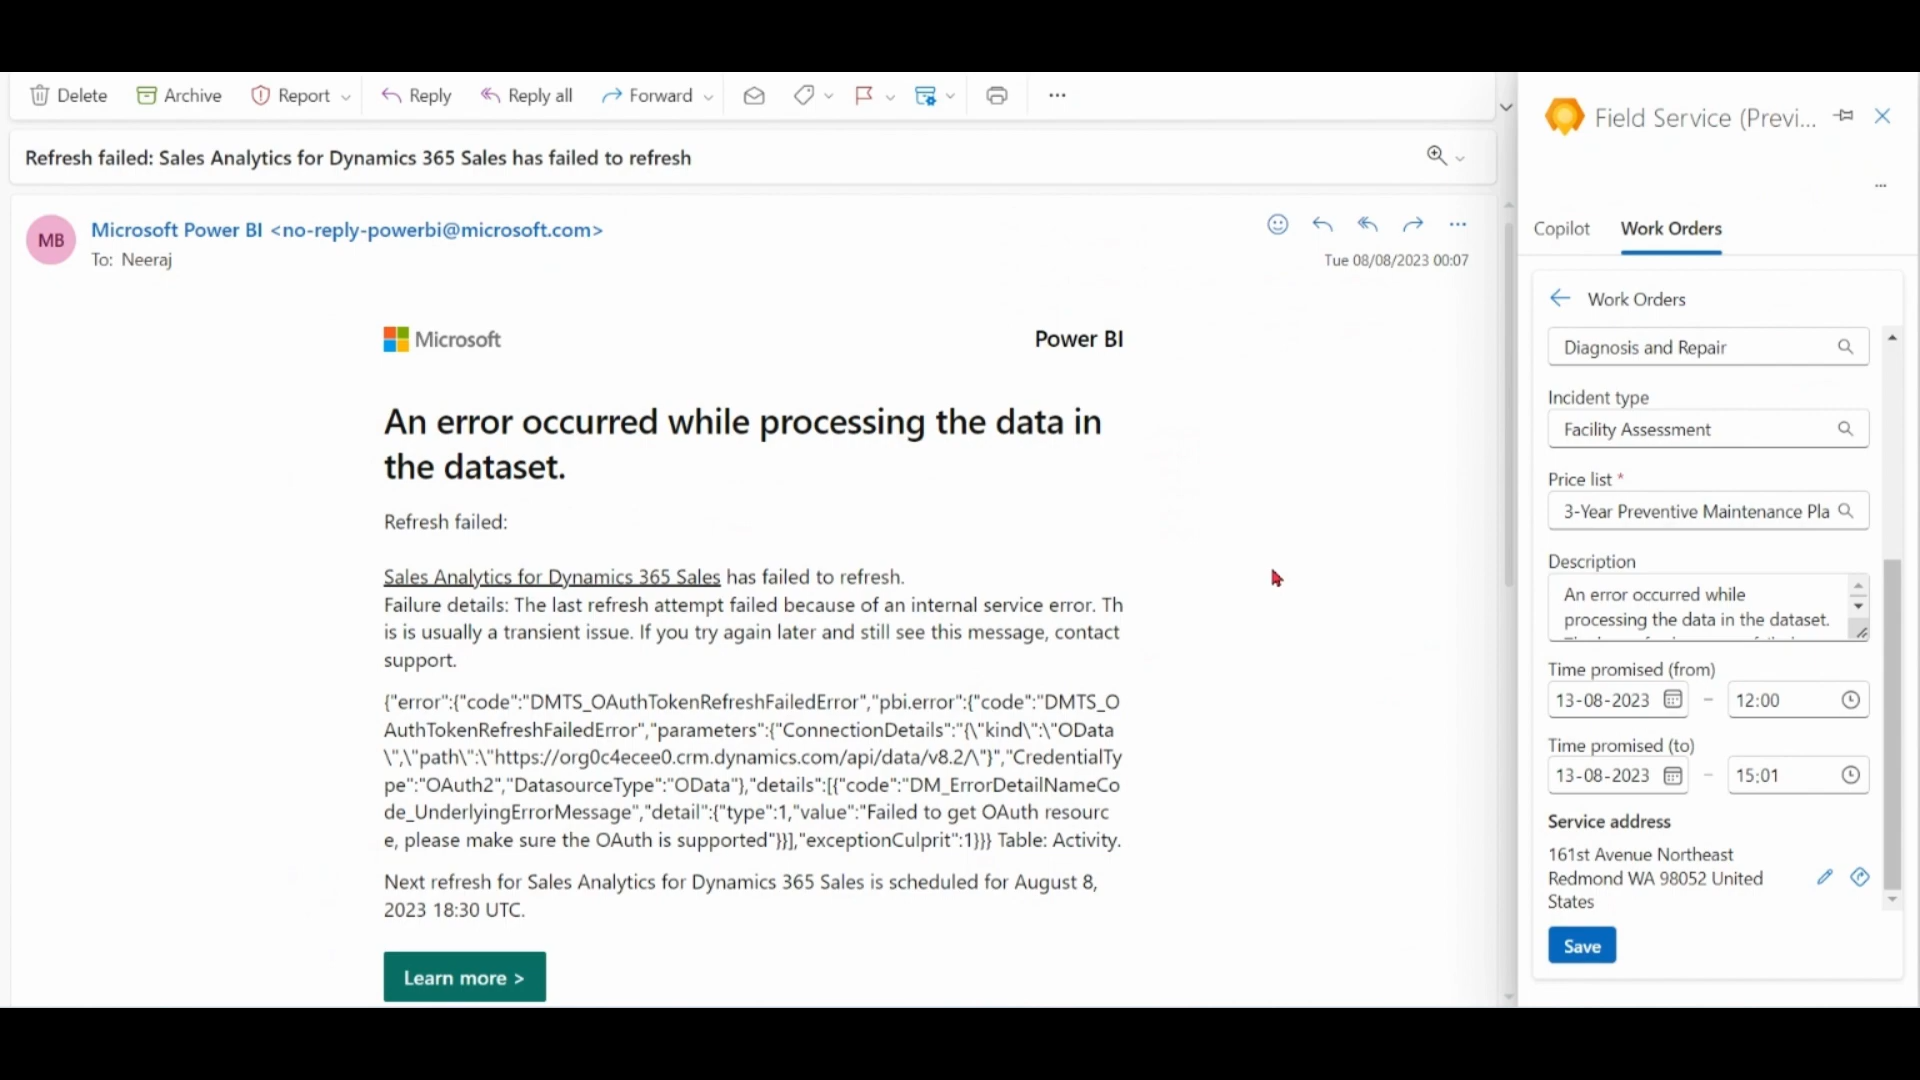 Delete Archive Report Reply Reply all Forward ...
Refresh failed: Sales Analytics for Dynamics 365 Sales has failed to refresh
MB
Microsoft Power BI <no-reply-powerbi@microsoft.com>
To: Neeraj
Tue 08/08/2023 00:07
Microsoft
Power BI
An error occurred while processing the data in
the dataset.
Refresh failed:
Sales Analytics for Dynamics 365 Sales has failed to refresh.
Failure details: The last refresh attempt failed because of an internal service error. Th
is is usually a transient issue. If you try again later and still see this message, contact
support.
{"error":{"code":"DMTS_OAuthTokenRefreshFailedError","pbi.error":{"code":"DMTS_O
AuthTokenRefreshFailedError","parameters":{"ConnectionDetails":"{\"kind\":\"OData
\",\"path\":\"https://org0c4ecee0.crm.dynamics.com/api/data/v8.2/\"}","CredentialTy
pe":"OAuth2","DatasourceType":"OData"},"details":[{"code":"DM_ErrorDetailNameCo
de_UnderlyingErrorMessage","detail":{"type":1,"value":"Failed to get OAuth resourc
e, please make sure the OAuth is supported"}}],"exceptionCulprit":1}}} Table: Activity.
Next refresh for Sales Analytics for Dynamics 365 Sales is scheduled for August 8,
2023 18:30 UTC.
Learn more >
Field Service (Previ...
Copilot Work Orders
Work Orders
Diagnosis and Repair
Incident type
Facility Assessment
Price list *
3-Year Preventive Maintenance Pla
Description
An error occurred while
processing the data in the dataset.
Time promised (from)
13-08-2023 – 12:00
Time promised (to)
13-08-2023 – 15:01
Service address
161st Avenue Northeast
Redmond WA 98052 United
States
Save